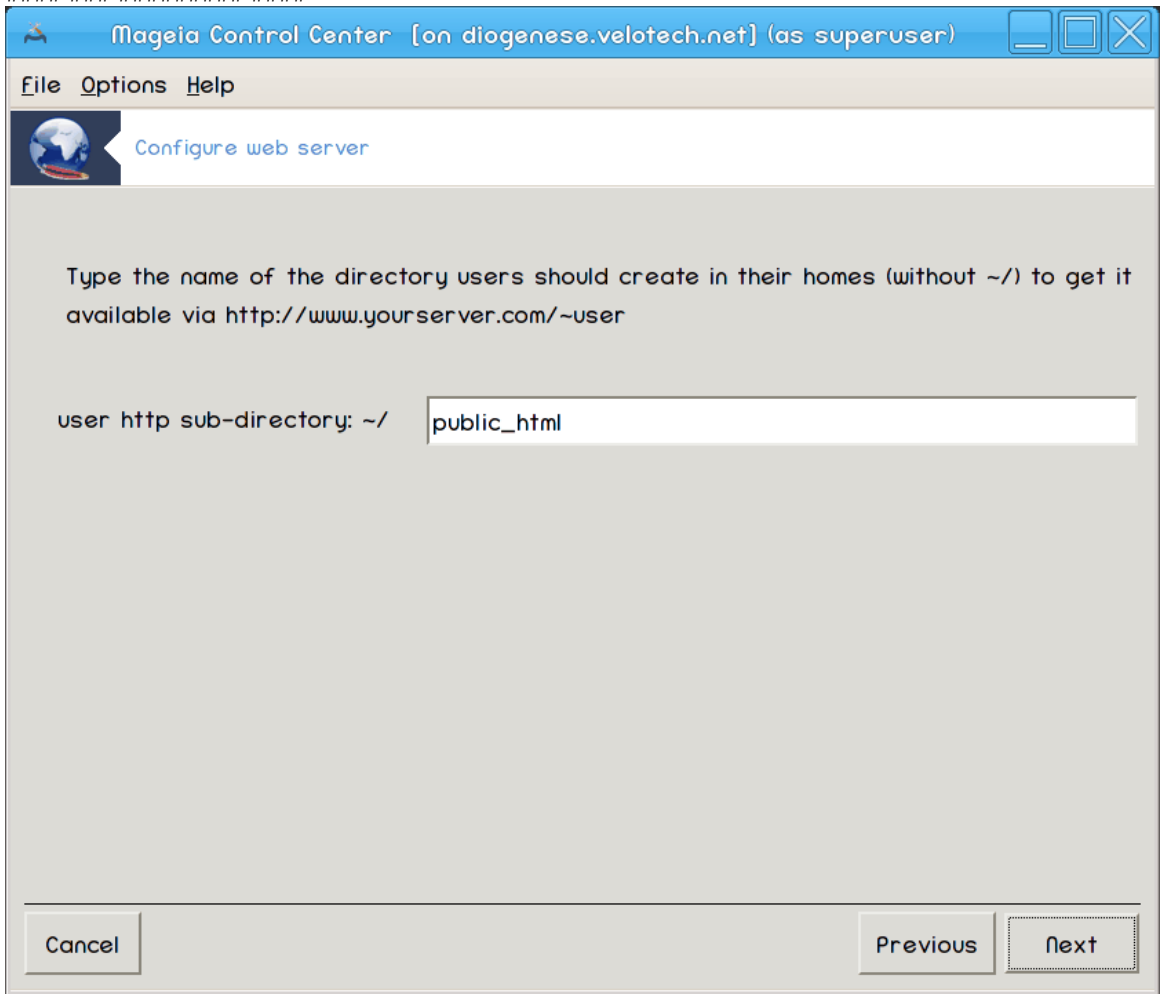 Mageia Control Center [on diogenese.velotech.net] (as superuser)
File Options Help
Configure web server
Type the name of the directory users should create in their homes (without ~/) to get it
available via http://www.yourserver.com/~user
user http sub-directory: ~/ public_html
Cancel Previous Next